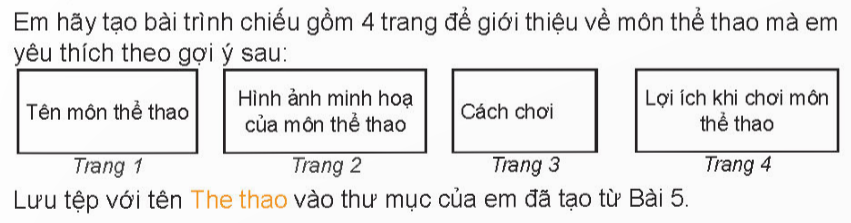 Em hãy tạo bài trình chiếu gồm 4 trang để giới thiệu về môn thể thao mà em
yêu thích theo gợi ý sau:
Tên môn thể thao
Hình ảnh minh hoạ
của môn thể thao
Cách chơi
Lợi ích khi chơi môn
thể thao
Trang 1
Trang 2
Trang 3
Trang 4
Lưu tệp với tên The thao vào thư mục của em đã tạo từ Bài 5.